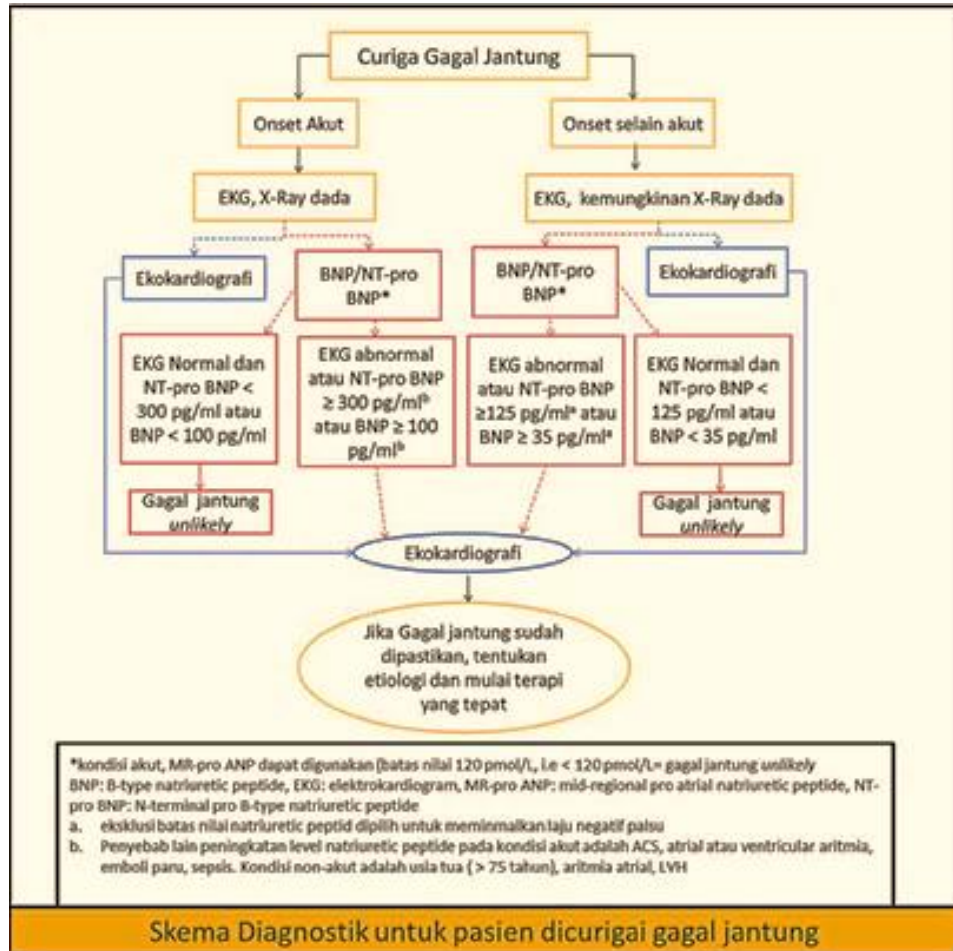 Curiga Gagal Jantung
Onset Akut
Onset selain akut
EKG, X-Ray dada
EKG, kemungkinan X-Ray dada
Ekokardiografi
BNP/NT-pro
BNP*
BNP/NT-pro
BNP*
Ekokardiografi
EKG Normal dan
NT-pro BNP <
300 pg/ml atau
BNP < 100 pg/ml
EKG abnormal
atau NT-pro BNP
≥ 300 pg/mlᵇ
atau BNP ≥ 100
pg/mlᵇ
EKG abnormal
atau NT-pro BNP
≥125 pg/mlᵃ atau
BNP ≥ 35 pg/mlᵃ
EKG Normal dan
NT-pro BNP <
125 pg/ml atau
BNP < 35 pg/ml
Gagal jantung
unlikely
Gagal jantung
unlikely
Ekokardiografi
Jika Gagal jantung sudah
dipastikan, tentukan
etiologi dan mulai terapi
yang tepat
*kondisi akut, MR-pro ANP dapat digunakan (batas nilai 120 pmol/L, i.e < 120 pmol/L= gagal jantung unlikely
BNP: B-type natriuretic peptide, EKG: elektrokardiogram, MR-pro ANP: mid-regional pro atrial natriuretic peptide, NT-
pro BNP: N-terminal pro B-type natriuretic peptide
a. eksklusi batas nilai natriuretic peptid dipilih untuk meminmalkan laju negatif palsu
b. Penyebab lain peningkatan level natriuretic peptide pada kondisi akut adalah ACS, atrial atau ventricular aritmia,
emboli paru, sepsis. Kondisi non-akut adalah usia tua ( > 75 tahun), aritmia atrial, LVH
Skema Diagnostik untuk pasien dicurigai gagal jantung